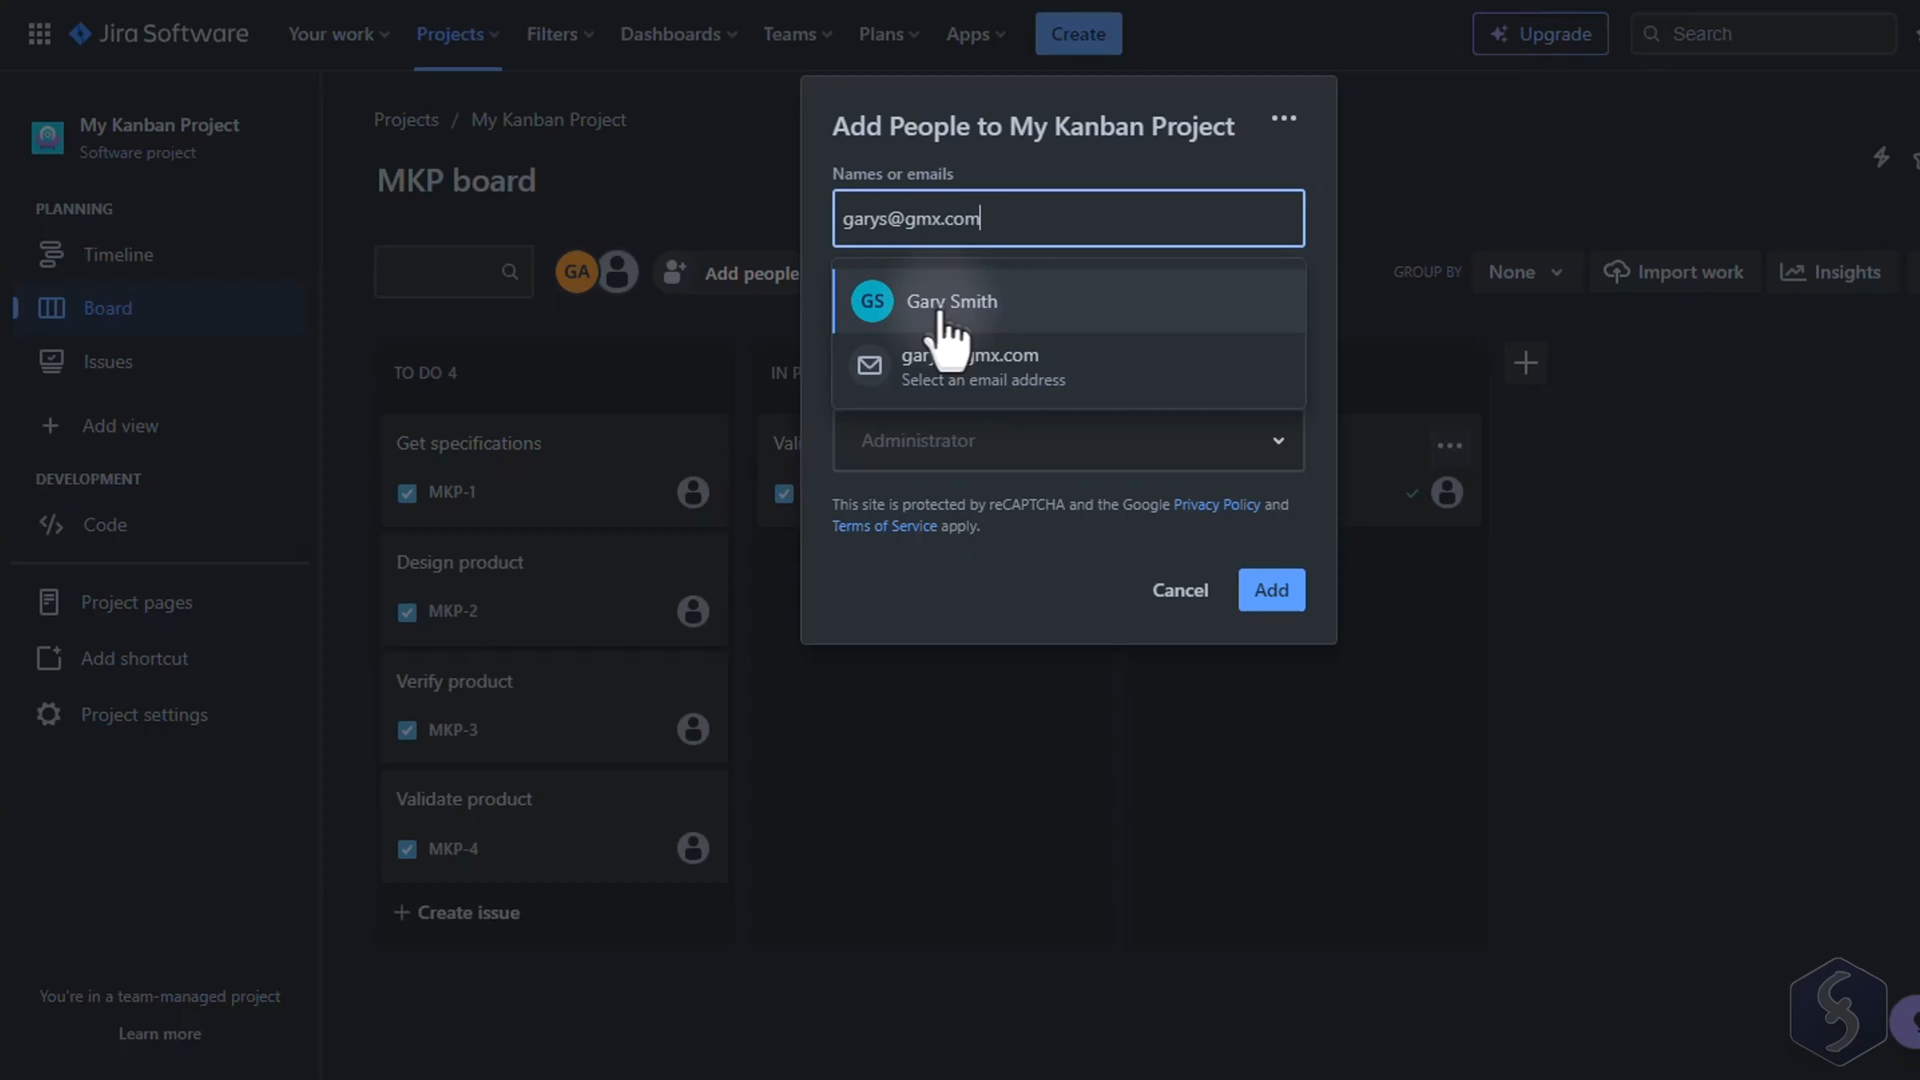 Jira Software
Your work
Projects
Filters
Dashboards
Teams
Plans
Apps
Create
Upgrade
Search
My Kanban Project
Software project
PLANNING
Timeline
Board
Issues
Add view
DEVELOPMENT
Code
Project pages
Add shortcut
Project settings
You're in a team-managed project
Learn more
Projects / My Kanban Project
MKP board
GA
Add people
GROUP BY
None
Import work
Insights
TO DO 4
Get specifications
MKP-1
Design product
MKP-2
Verify product
MKP-3
Validate product
MKP-4
Create issue
Add People to My Kanban Project
Names or emails
garys@gmx.com
GS
Gary Smith
Select an email address
Administrator
This site is protected by reCAPTCHA and the Google Privacy Policy and
Terms of Service apply.
Cancel
Add